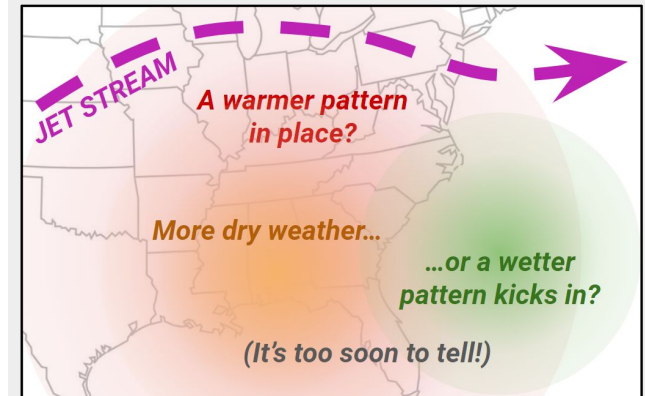 JET STREAM
A warmer pattern
in place?
More dry weather...
...or a wetter
pattern kicks in?
(It's too soon to tell!)